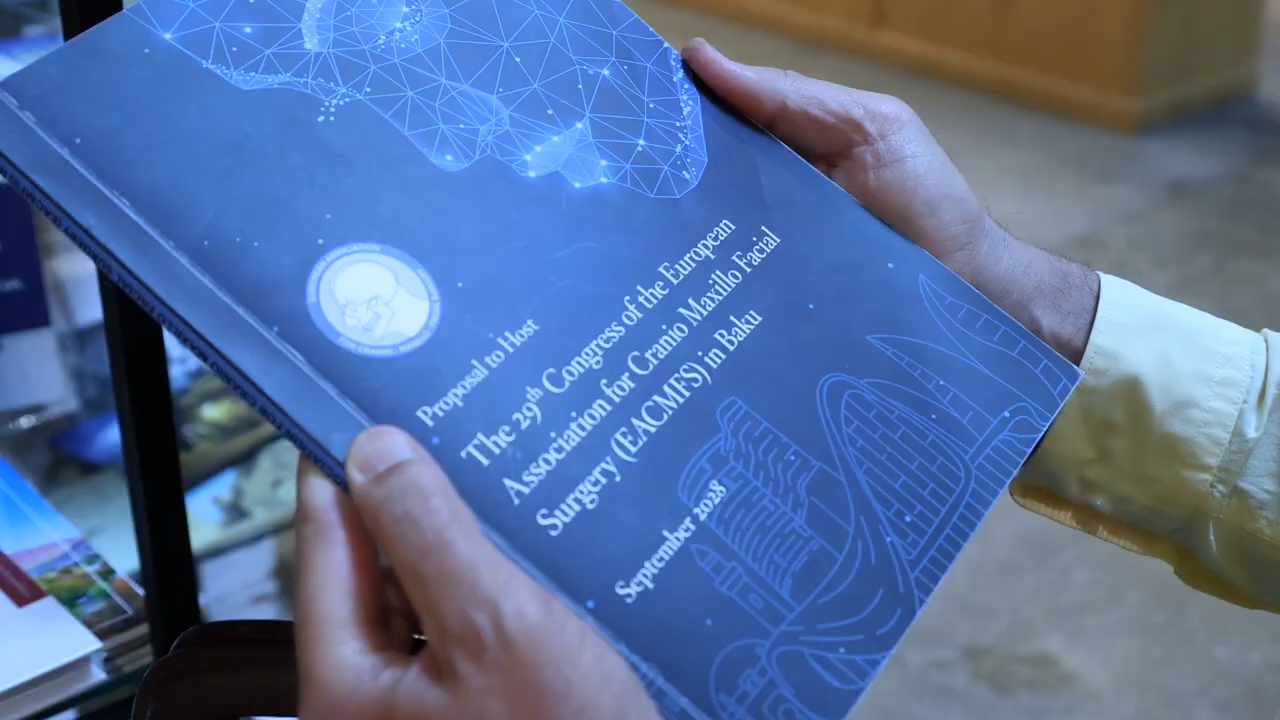 Proposal to Host
The 29th Congress of the European
Association for Cranio Maxillo Facial
Surgery (EACMFS) in Baku
September 2028